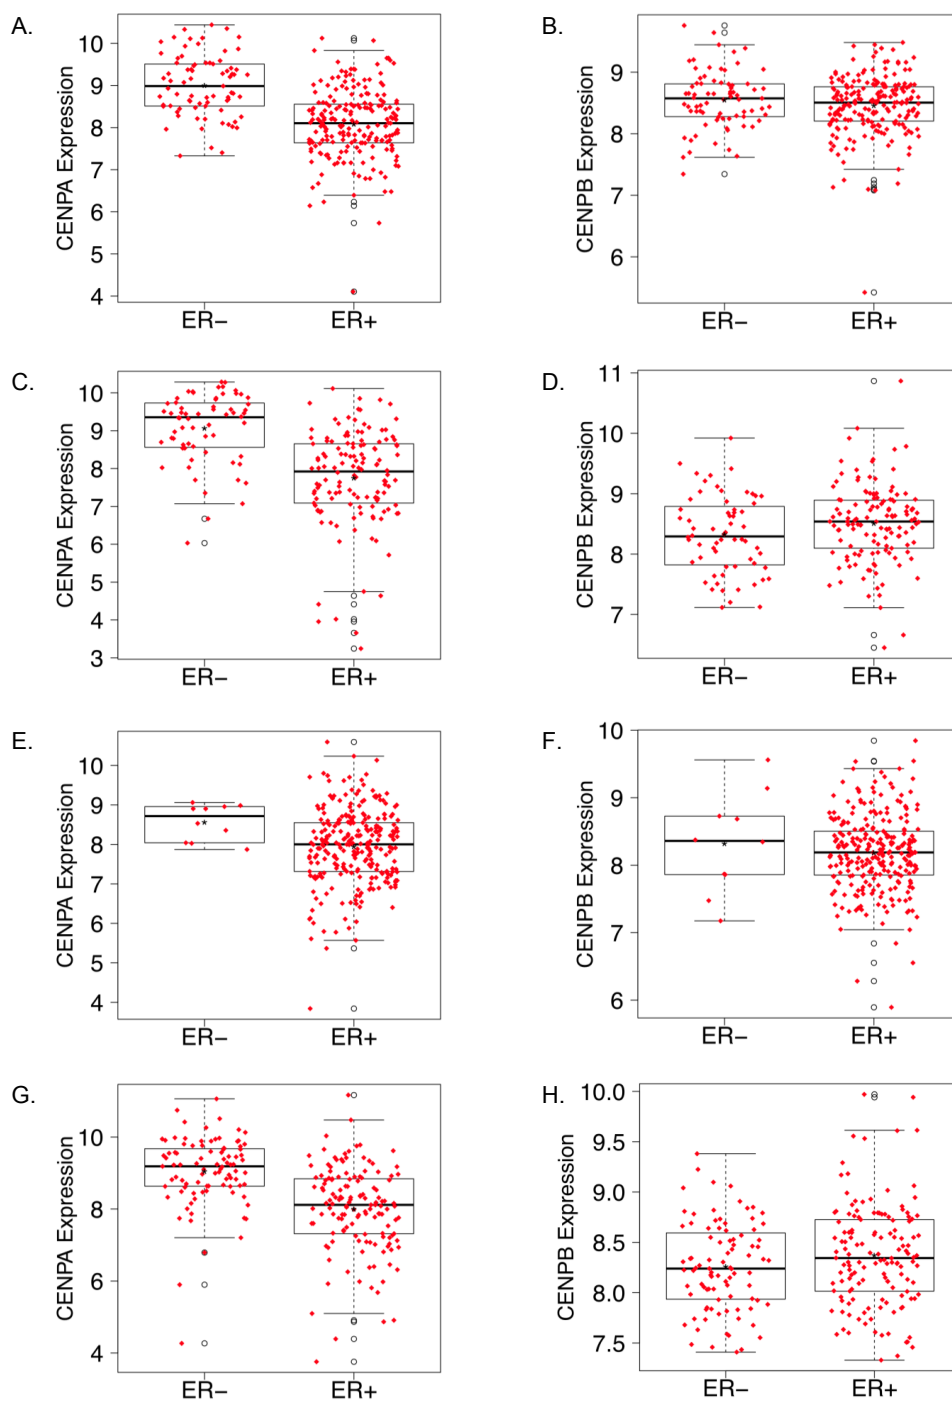 A.
CENPA Expression
10
9
8
7
6
5
4
ER− ER+
B.
CENPB Expression
9
8
7
6
ER− ER+
C.
CENPA Expression
10
9
8
7
6
5
4
3
ER− ER+
D.
CENPB Expression
11
10
9
8
7
ER− ER+
E.
CENPA Expression
10
9
8
7
6
5
4
ER− ER+
F.
CENPB Expression
10
9
8
7
6
ER− ER+
G.
CENPA Expression
10
8
6
4
ER− ER+
H.
CENPB Expression
10.0
9.5
9.0
8.5
8.0
7.5
ER− ER+